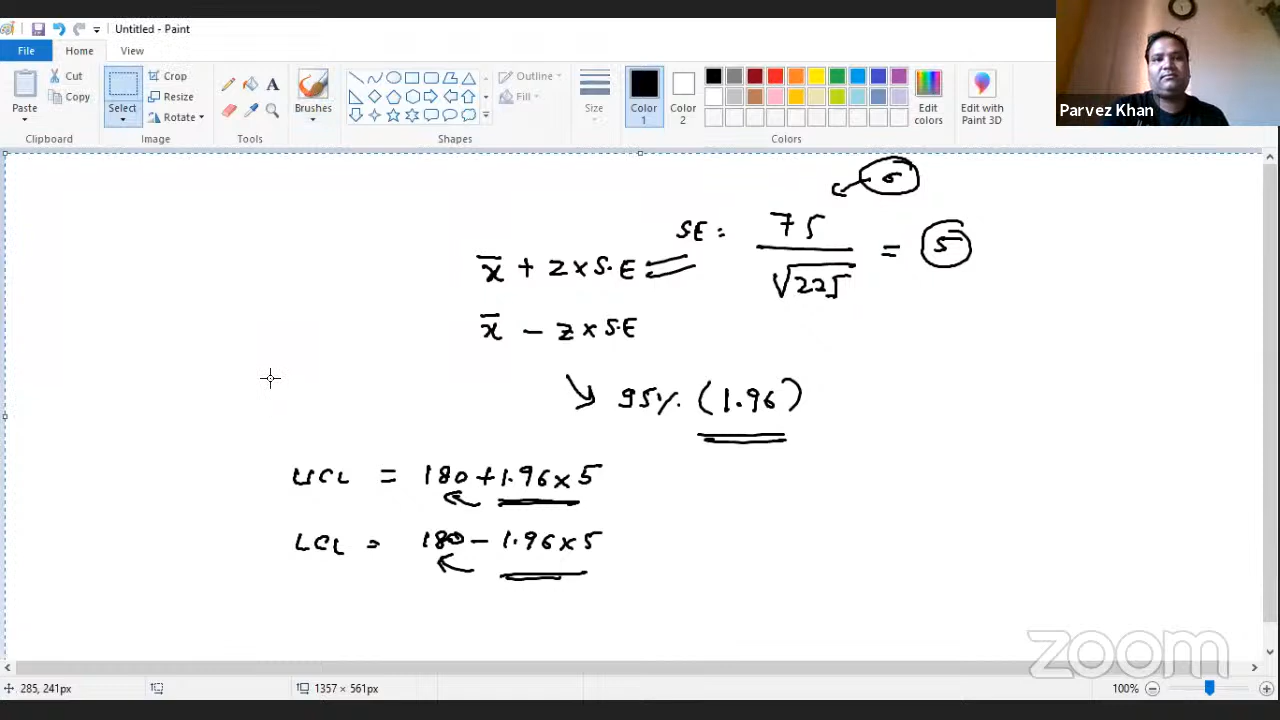 Untitled - Paint
File Home View
Paste
Cut
Copy
Clipboard
Select
Crop
Resize
Rotate
Image
Tools
Brushes
Shapes
Outline
Fill
Size
Color 1
Color 2
Colors
Edit colors
Edit with Paint 3D
Parvez Khan
σ
SE : 75 / √225 = 5
x̄ + Z x S.E
x̄ - Z x S.E
95% (1.96)
UCL = 180 + 1.96 x 5
LCL = 180 - 1.96 x 5
zoom
285, 241px
1357 × 561px
100%